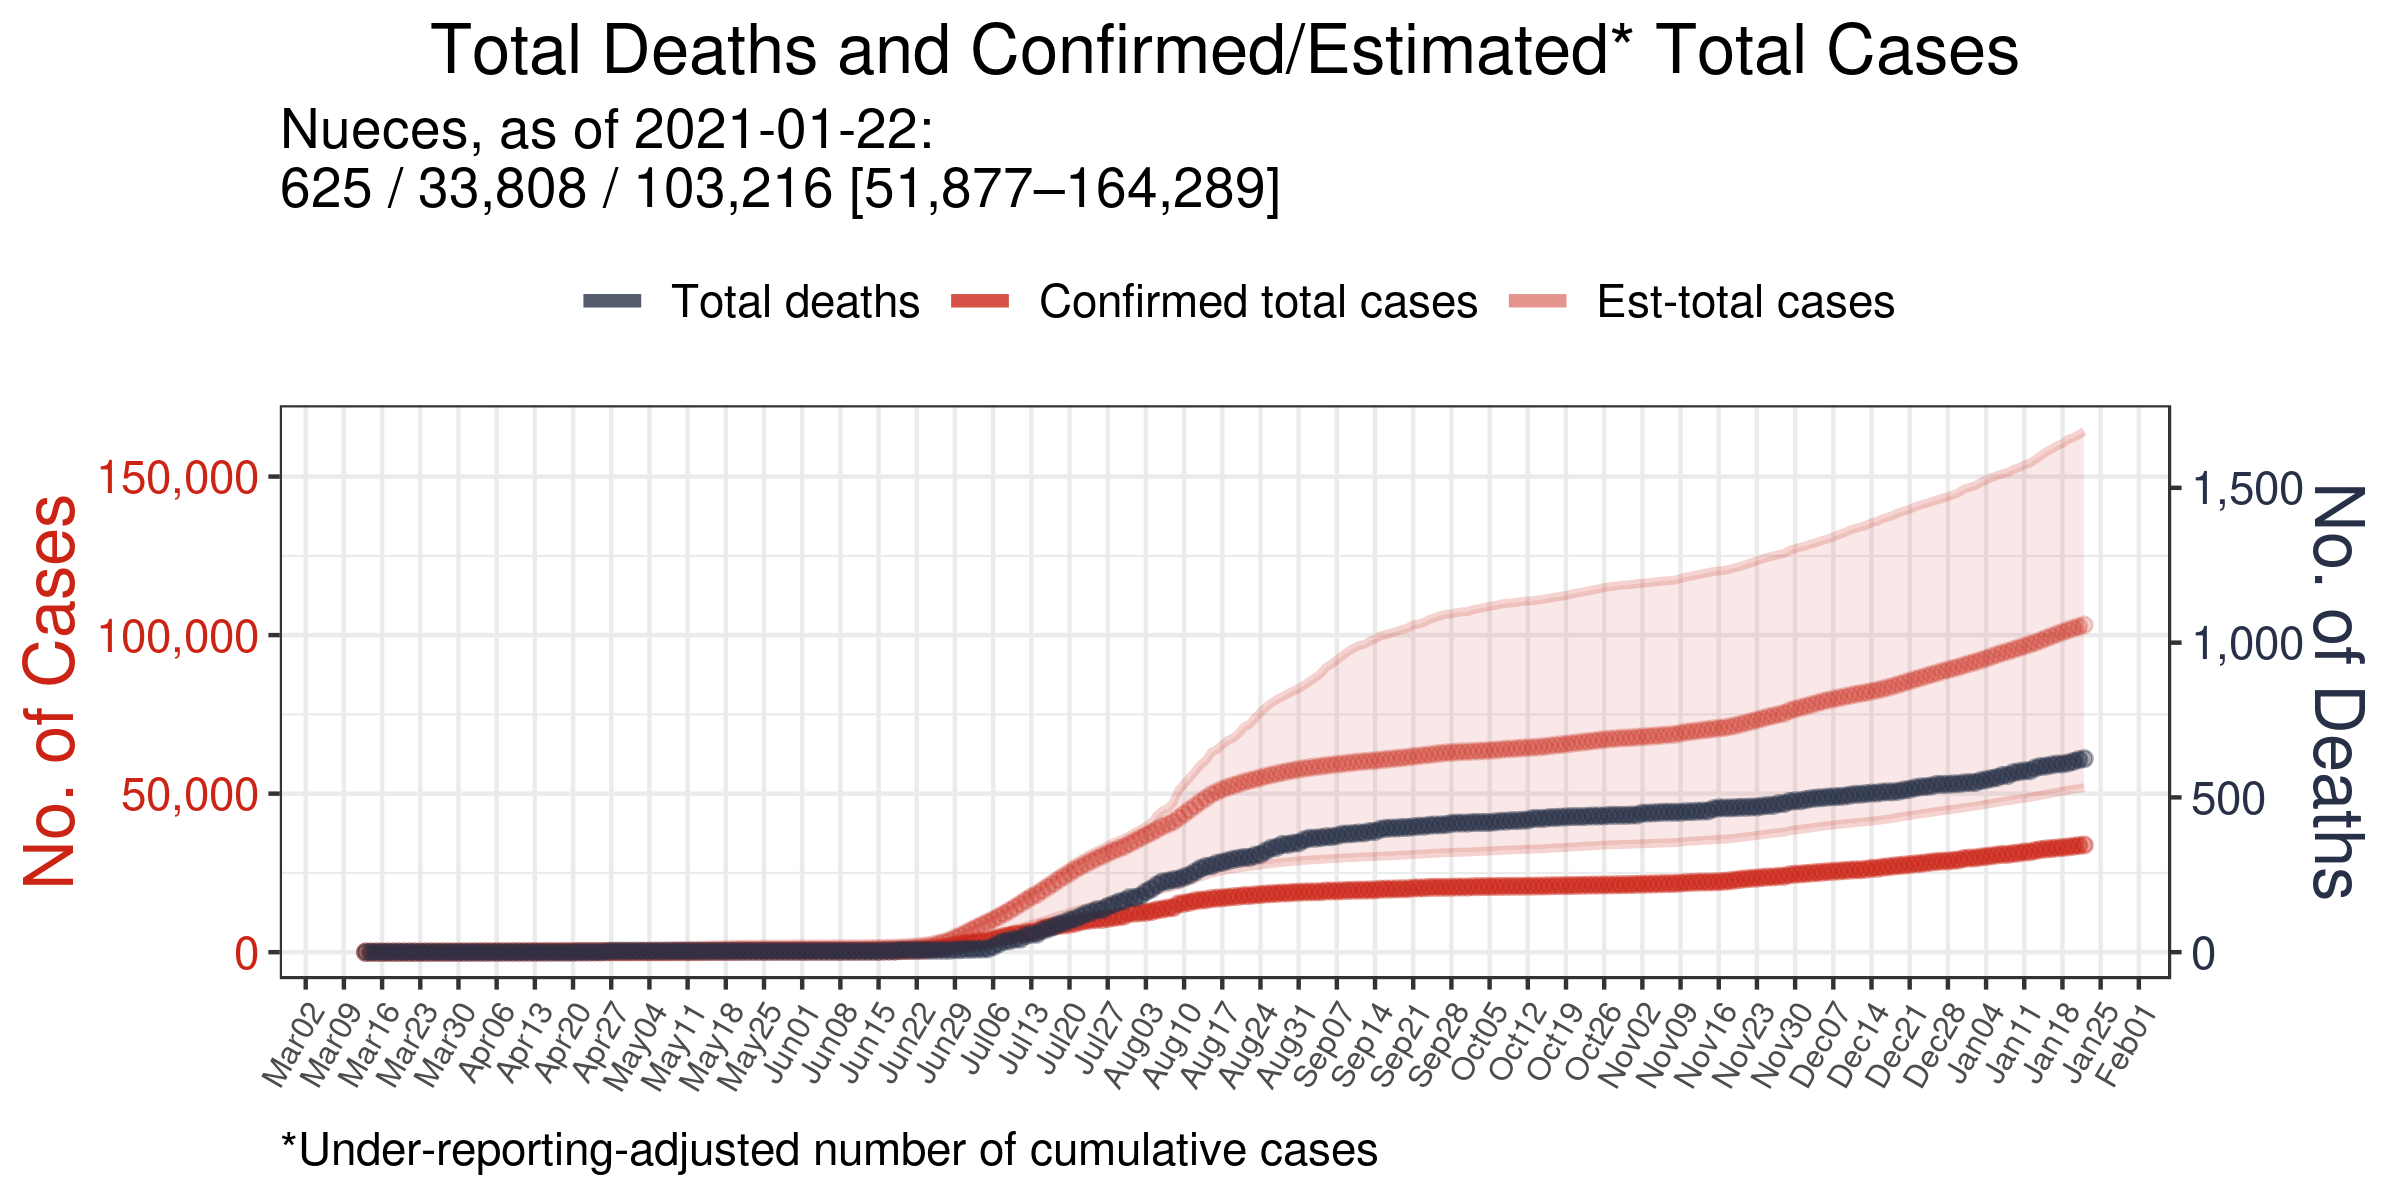 Total Deaths and Confirmed/Estimated* Total Cases
Nueces, as of 2021-01-22:
625 / 33,808 / 103,216 [51,877–164,289]
Total deaths
Confirmed total cases
Est-total cases
No. of Cases
150,000
100,000
50,000
0
1,500
1,000
500
0
No. of Deaths
Mar02
Mar09
Mar16
Mar23
Mar30
Apr06
Apr13
Apr20
Apr27
May04
May11
May18
May25
Jun01
Jun08
Jun15
Jun22
Jun29
Jul06
Jul13
Jul20
Jul27
Aug03
Aug10
Aug17
Aug24
Aug31
Sep07
Sep14
Sep21
Sep28
Oct05
Oct12
Oct19
Oct26
Nov02
Nov09
Nov16
Nov23
Nov30
Dec07
Dec14
Dec21
Dec28
Jan04
Jan11
Jan18
Jan25
Feb01
*Under-reporting-adjusted number of cumulative cases